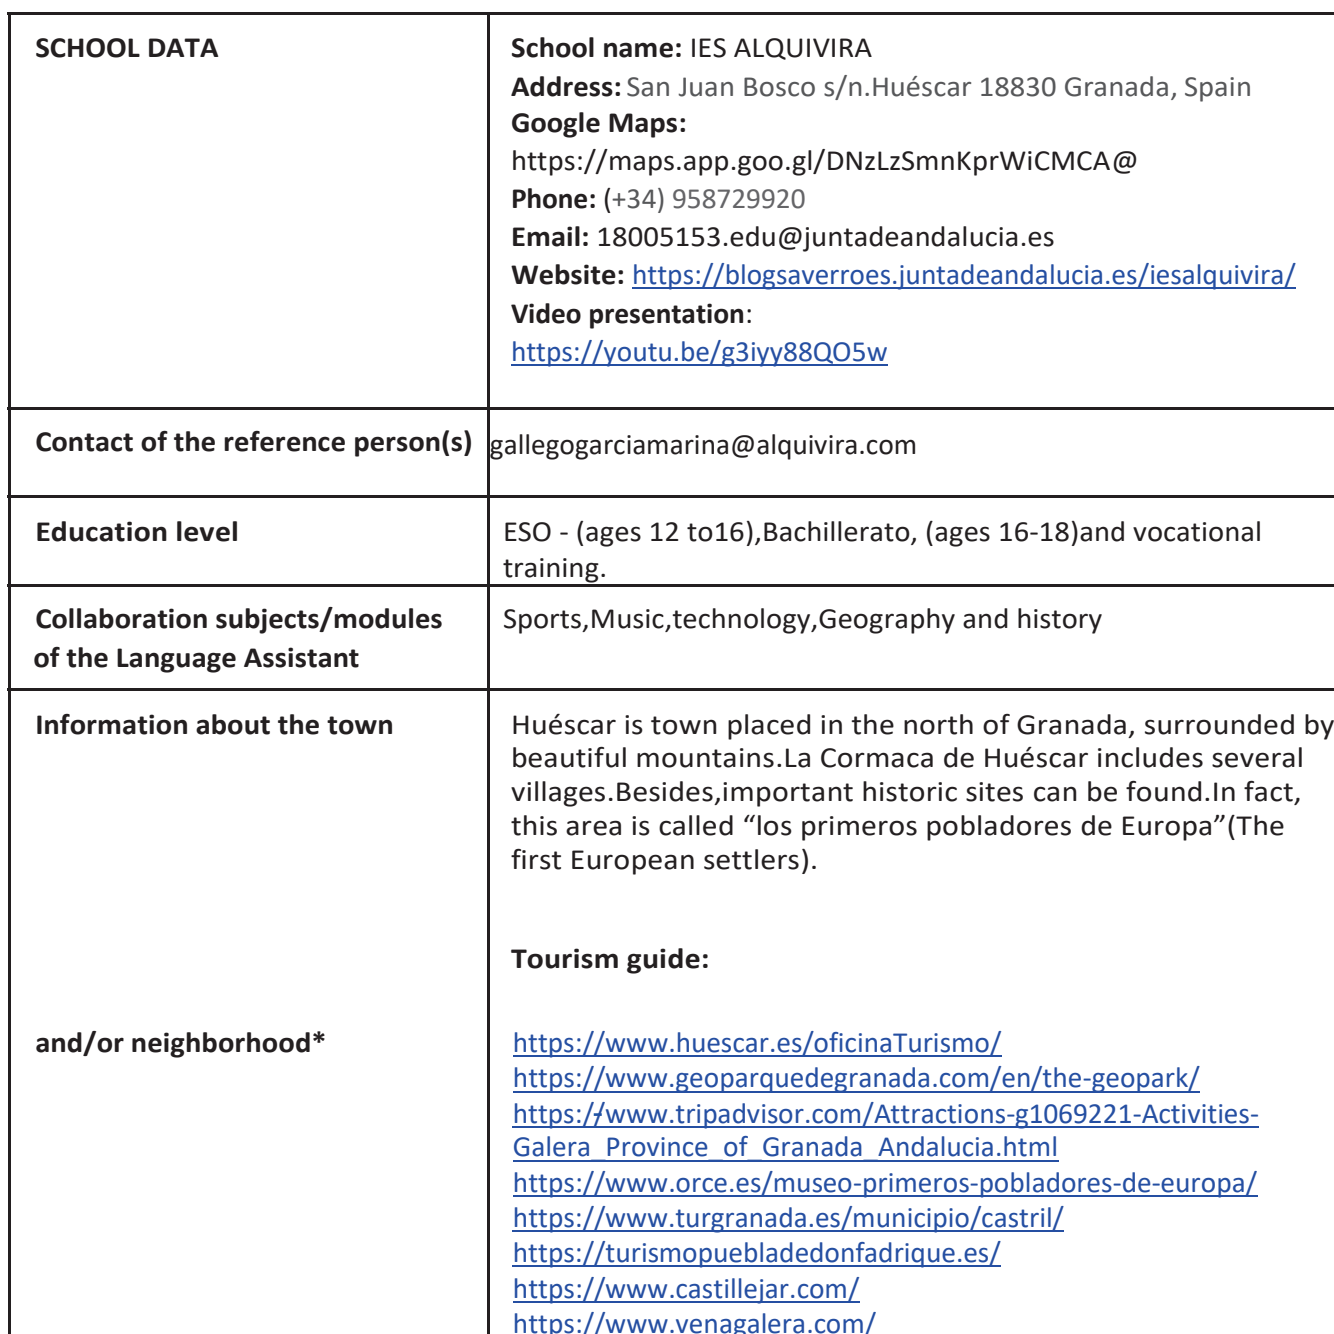 SCHOOL DATA
School name: IES ALQUIVIRA
Address: San Juan Bosco s/n.Huéscar 18830 Granada, Spain
Google Maps:
https://maps.app.goo.gl/DNzLzSmnKprWiCMCA@
Phone: (+34) 958729920
Email: 18005153.edu@juntadeandalucia.es
Website: https://blogsaverroes.juntadeandalucia.es/iesalquivira/
Video presentation:
https://youtu.be/g3iyy88QO5w
Contact of the reference person(s)
gallegogarciamarina@alquivira.com
Education level
ESO - (ages 12 to16),Bachillerato, (ages 16-18)and vocational
training.
Collaboration subjects/modules
of the Language Assistant
Sports,Music,technology,Geography and history
Information about the town
Huéscar is town placed in the north of Granada, surrounded by
beautiful mountains.La Cormaca de Huéscar includes several
villages.Besides,important historic sites can be found.In fact,
this area is called “los primeros pobladores de Europa”(The
first European settlers).
Tourism guide:
and/or neighborhood*
https://www.huescar.es/oficinaTurismo/
https://www.geoparquedegranada.com/en/the-geopark/
https://www.tripadvisor.com/Attractions-g1069221-Activities-
Galera_Province_of_Granada_Andalucia.html
https://www.orce.es/museo-primeros-pobladores-de-europa/
https://www.turgranada.es/municipio/castril/
https://turismopuebladedonfadrique.es/
https://www.castillejar.com/
https://www.venagalera.com/